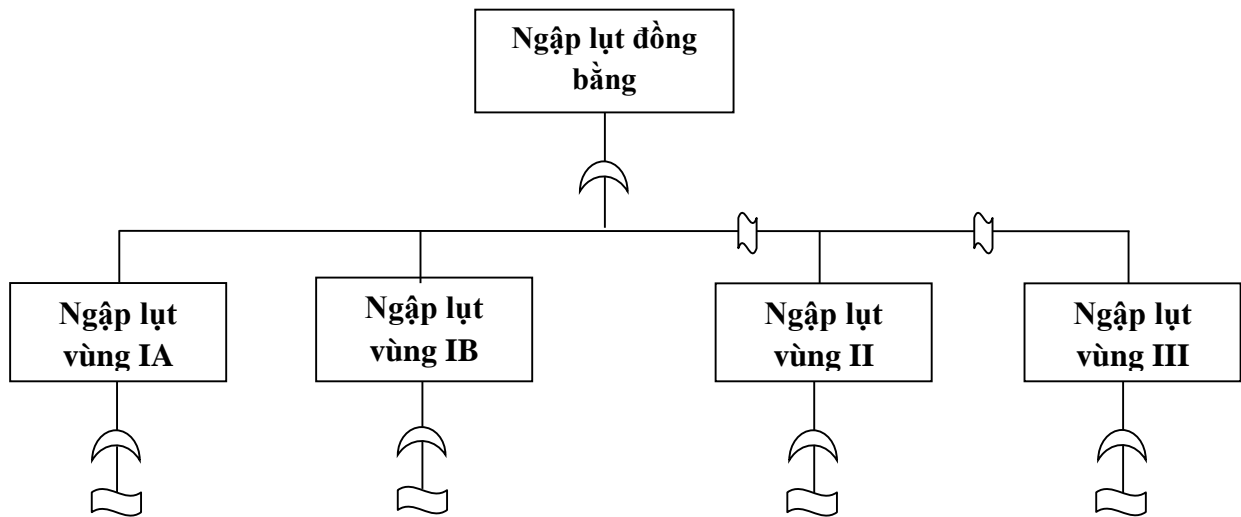 Ngập lụt đồng
bằng
Ngập lụt
vùng IA
Ngập lụt
vùng IB
Ngập lụt
vùng II
Ngập lụt
vùng III